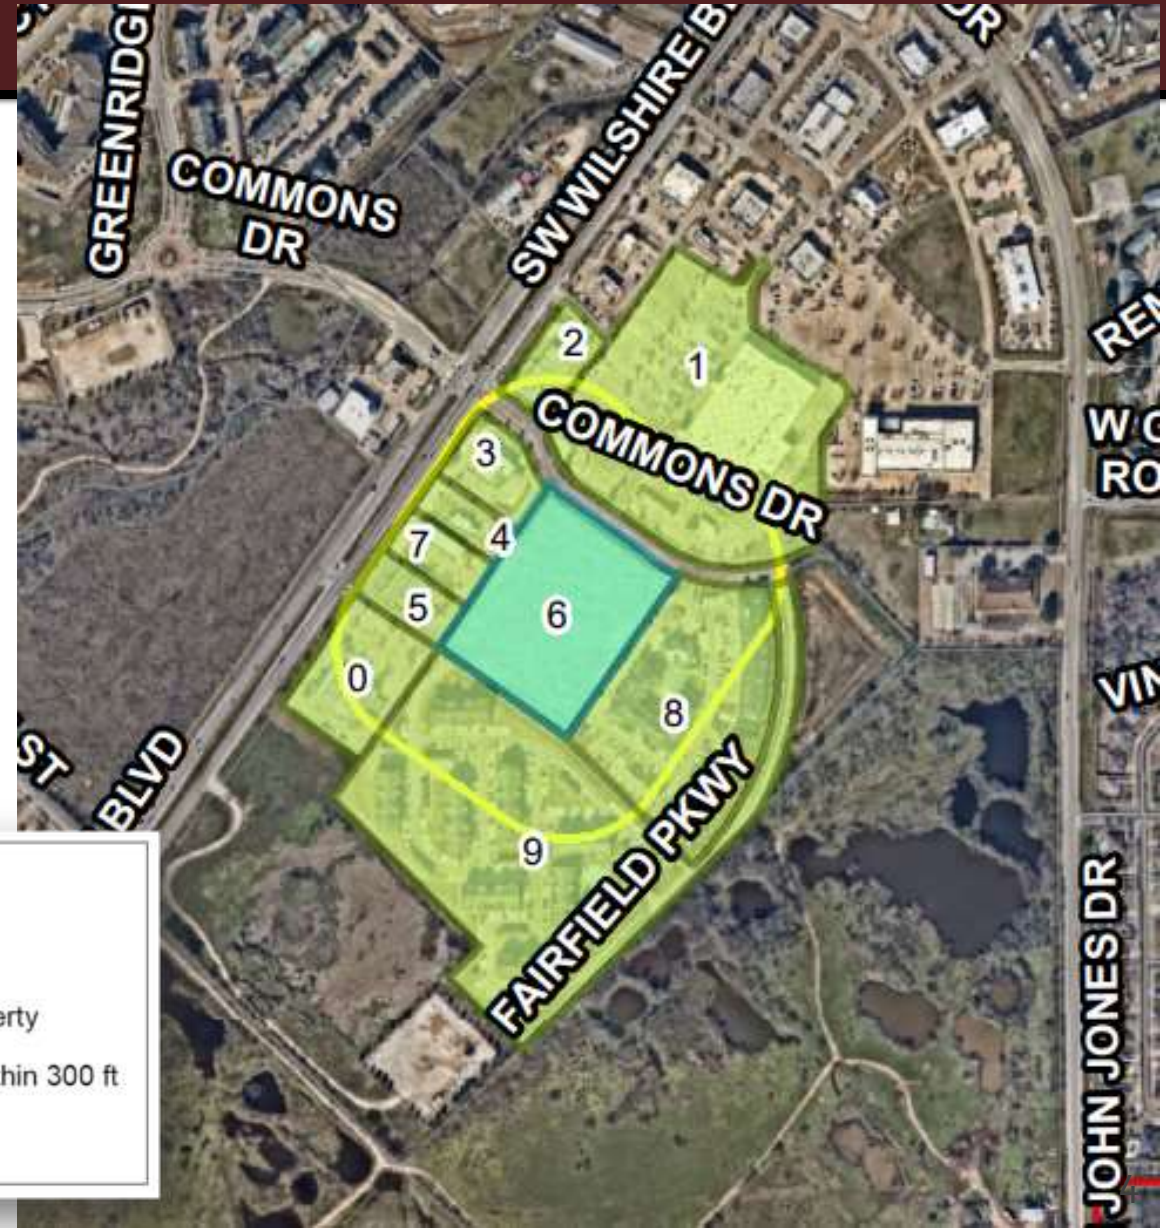 GREENRIDG
COMMONS
DR
SW WILSHIRE B
DR
REN
W
RO
2
1
COMMONS DR
3
4
7
5
6
0
8
9
VIN
ST
BLVD
FAIRFIELD PKWY
JOHN JONES DR
erty
hin 300 ft